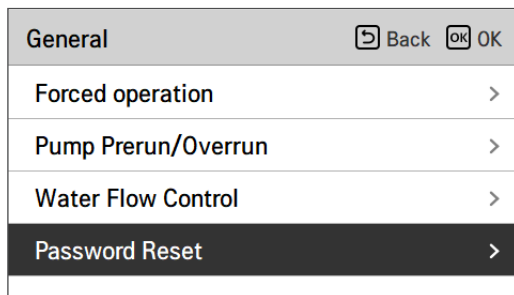 General Back OK OK
Forced operation
Pump Prerun/Overrun
Water Flow Control
Password Reset